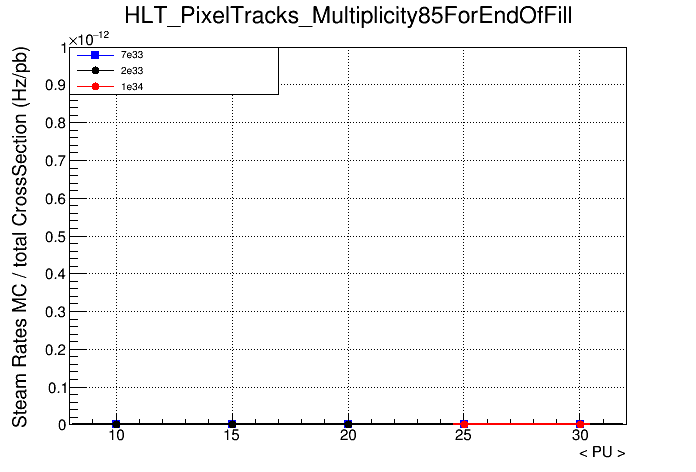 HLT_PixelTracks_Multiplicity85ForEndOfFill
×10⁻¹²
Steam Rates MC / total CrossSection (Hz/pb)
7e33
2e33
1e34
1
0.9
0.8
0.7
0.6
0.5
0.4
0.3
0.2
0.1
0
10 15 20 25 30
< PU >